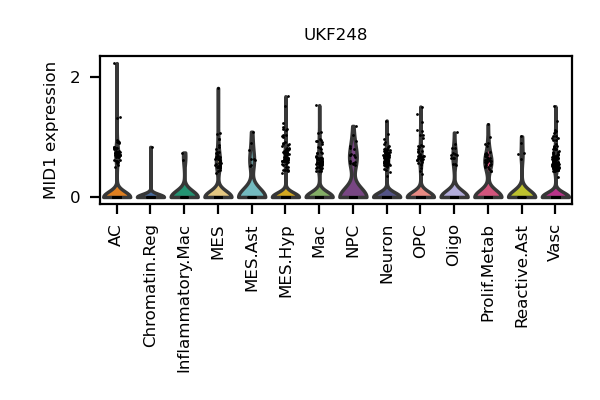 UKF248
MID1 expression
2
0
AC
Chromatin.Reg
Inflammatory.Mac
MES
MES.Ast
MES.Hyp
Mac
NPC
Neuron
OPC
Oligo
Prolif.Metab
Reactive.Ast
Vasc